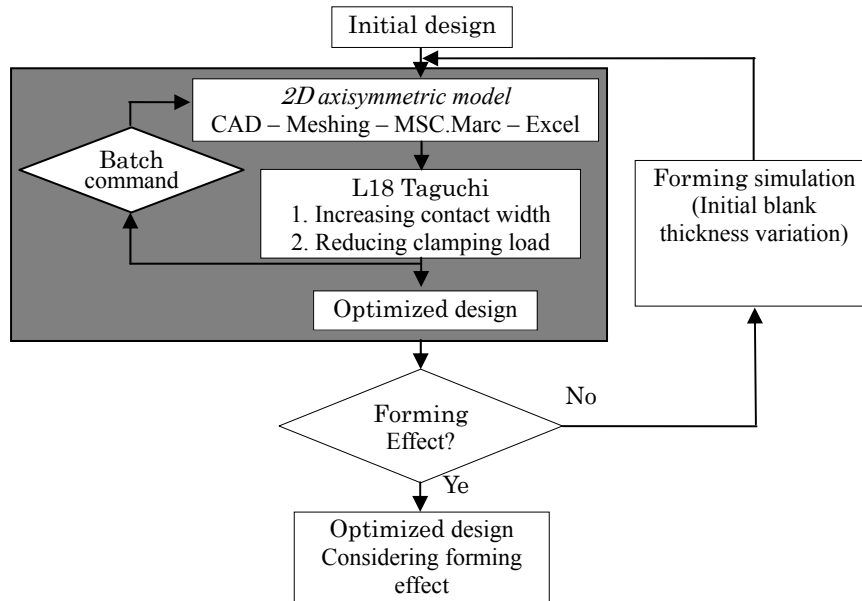 Initial design
2D axisymmetric model
CAD – Meshing – MSC.Marc – Excel
Batch
command
L18 Taguchi
1. Increasing contact width
2. Reducing clamping load
Optimized design
Forming simulation
(Initial blank
thickness variation)
Forming
Effect?
No
Ye
Optimized design
Considering forming
effect